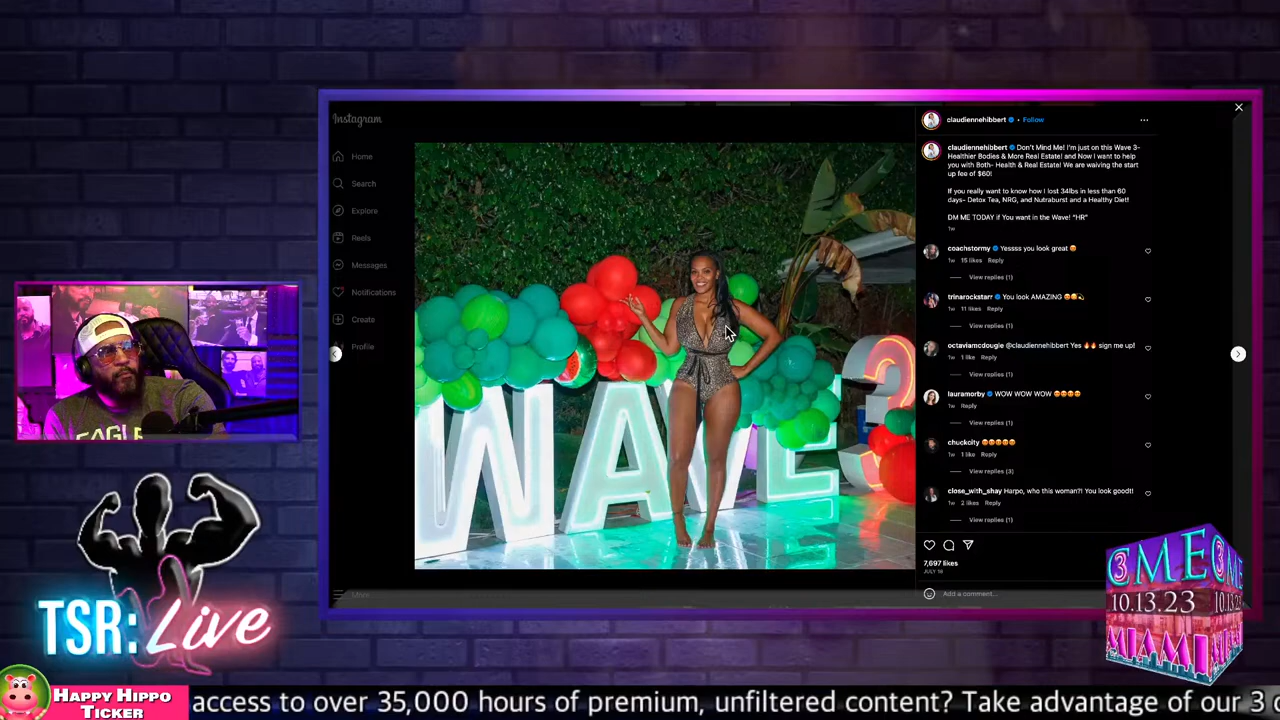 Instagram
Home
Search
Explore
Reels
Messages
Notifications
Create
Profile
More
WAVE 3
claudiennehibbert • Follow
claudiennehibbert Don't Mind Me! I'm just on this Wave 3-
Healthier Bodies & More Real Estate! and Now I want to help
you with Both- Health & Real Estate! We are waiving the start
up fee of $60!
If you really want to know how I lost 34lbs in less than 60
days- Detox Tea, NRG, and Nutraburst and a Healthy Diet!!
DM ME TODAY if You want in the Wave! "HR"
1w
coachstormy Yessss you look great
1w 15 likes Reply
View replies (1)
trinarockstarr You look AMAZING
1w 11 likes Reply
View replies (1)
octaviamcdougle @claudiennehibbert Yes 🔥🔥 sign me up!
1w 1 like Reply
View replies (1)
lauramorby WOW WOW WOW
1w Reply
View replies (1)
chuckcity
1w 1 like Reply
View replies (3)
close_with_shay Harpo, who this woman?! You look good!!
1w 2 likes Reply
View replies (1)
7,697 likes
JULY 16
Add a comment...
TSR: Live
3ME
10.13.23
MIAMI
HAPPY HIPPO
TICKER
access to over 35,000 hours of premium, unfiltered content? Take advantage of our 3